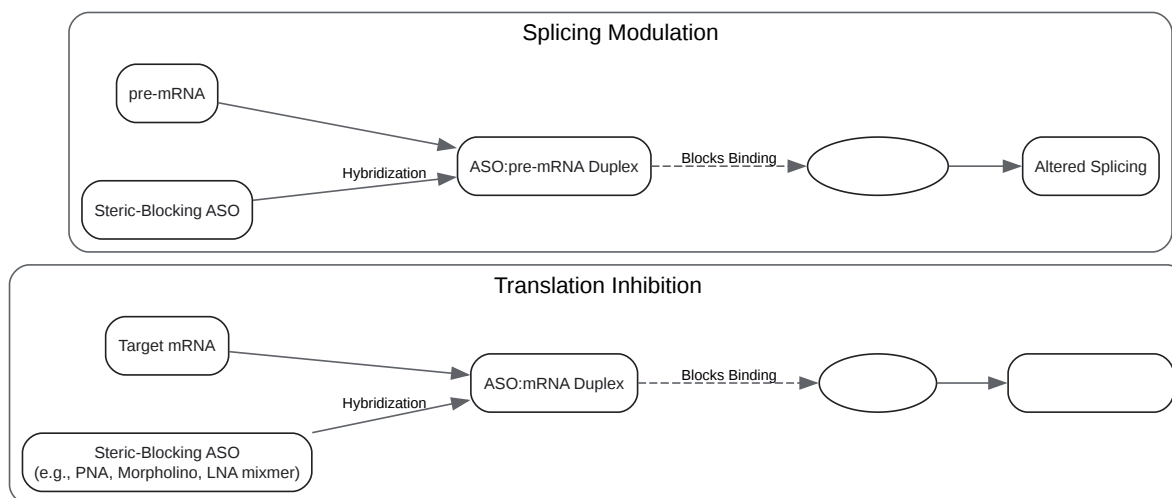 Splicing Modulation
pre-mRNA
Hybridization
Steric-Blocking ASO
ASO:pre-mRNA Duplex
Blocks Binding
Altered Splicing
Translation Inhibition
Target mRNA
Hybridization
Steric-Blocking ASO
(e.g., PNA, Morpholino, LNA mixmer)
ASO:mRNA Duplex
Blocks Binding